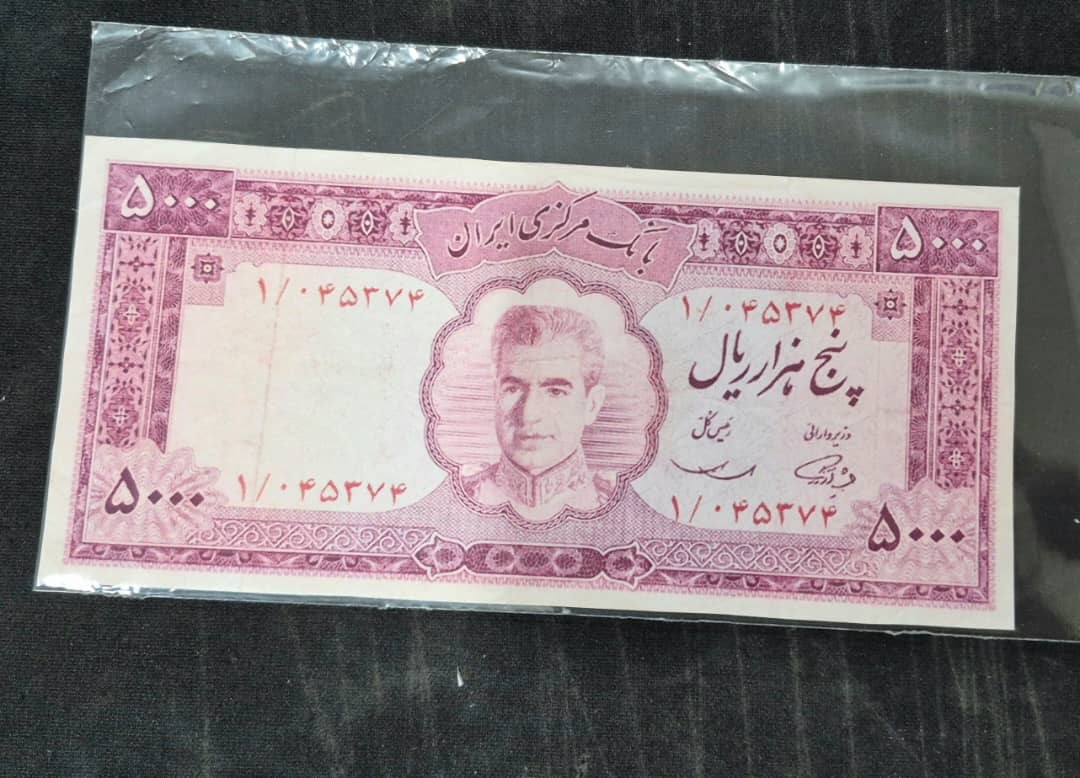 بانک مرکزی ایران
۵۰۰۰
۵۰۰۰
۱/۰۴۵۳۷۴
۱/۰۴۵۳۷۴
پنج هزار ریال
وزیر دارائی
رئیس کل
۱/۰۴۵۳۷۴
۱/۰۴۵۳۷۴
۵۰۰۰
۵۰۰۰